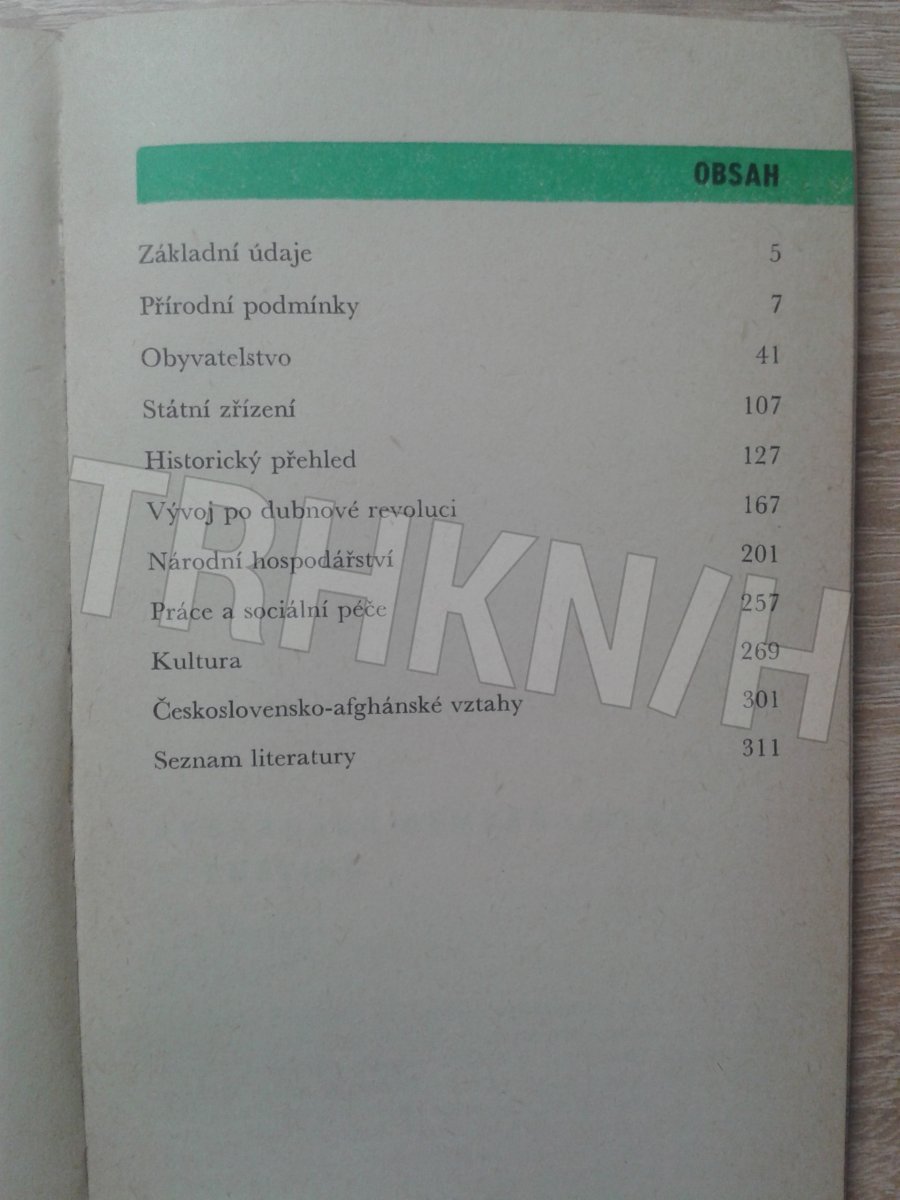 OBSAH
Základní údaje 5
Přírodní podmínky 7
Obyvatelstvo 41
Státní zřízení 107
Historický přehled 127
Vývoj po dubnové revoluci 167
Národní hospodářství 201
Práce a sociální péče 257
Kultura 269
Československo-afghánské vztahy 301
Seznam literatury 311
TRHKNIH